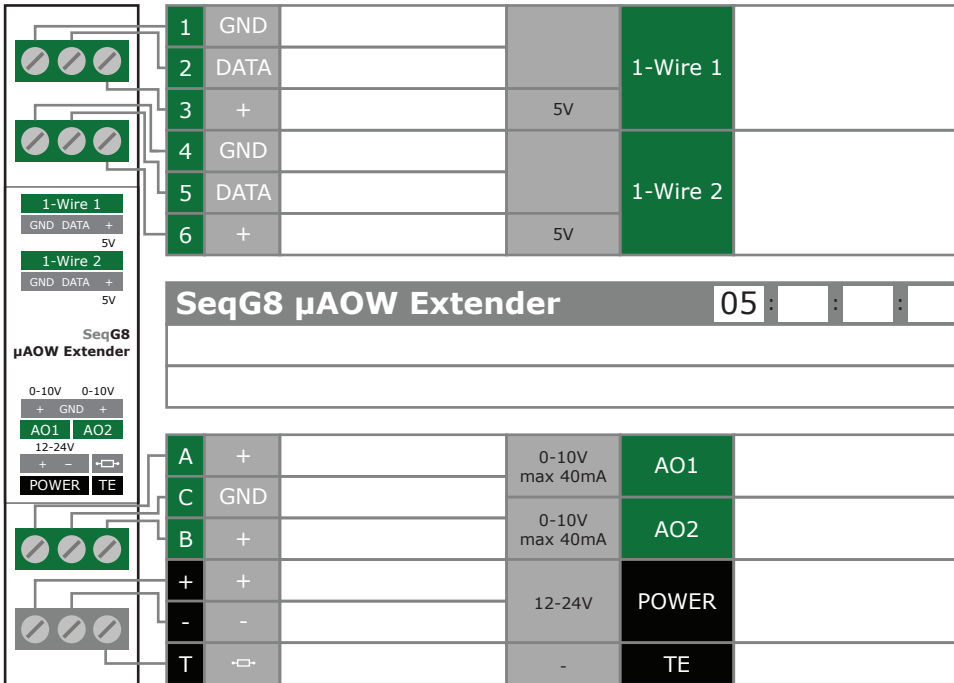 1 GND
2 DATA
3 + 5V
1-Wire 1
4 GND
5 DATA
6 + 5V
1-Wire 2
1-Wire 1
GND DATA +
5V
1-Wire 2
GND DATA +
5V
SeqG8
µAOW Extender
0-10V 0-10V
+ GND +
AO1 AO2
12-24V
+ –
POWER TE
SeqG8 µAOW Extender 05 : : :
A +
0-10V
max 40mA
AO1
C GND
B +
0-10V
max 40mA
AO2
+ +
- -
12-24V
POWER
T - TE